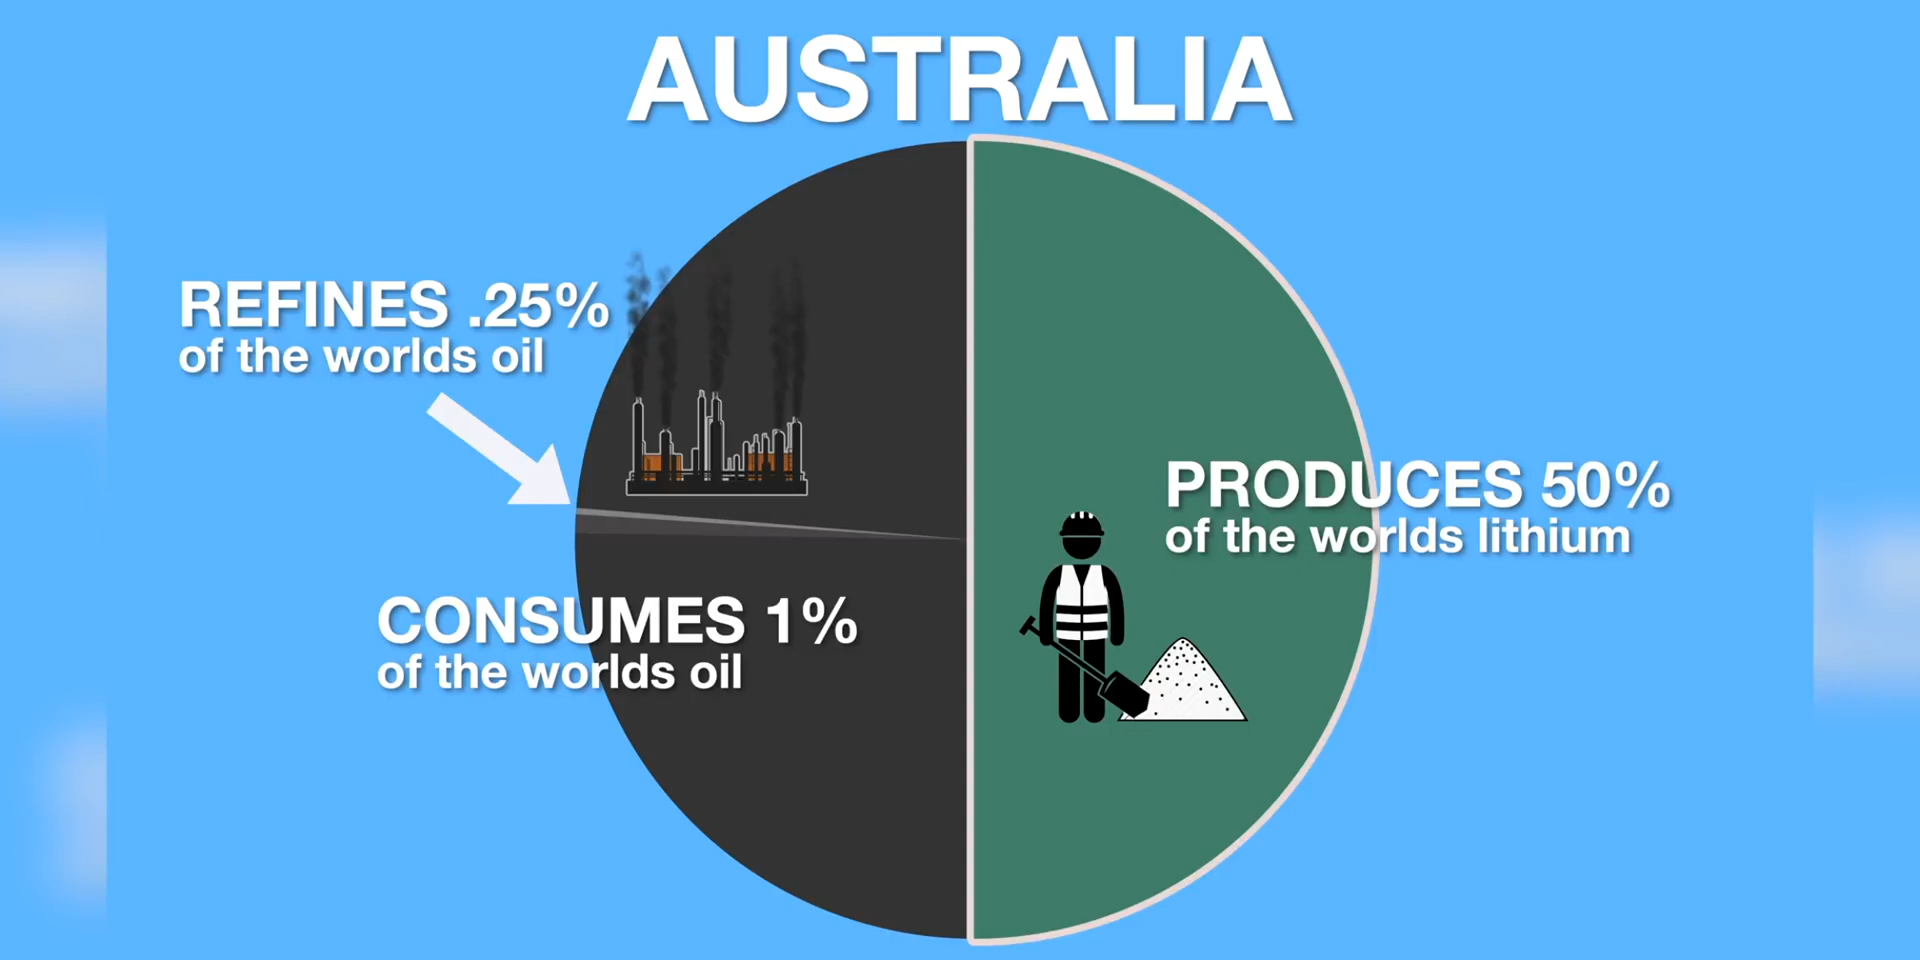 AUSTRALIA
REFINES .25%
of the worlds oil
PRODUCES 50%
of the worlds lithium
CONSUMES 1%
of the worlds oil